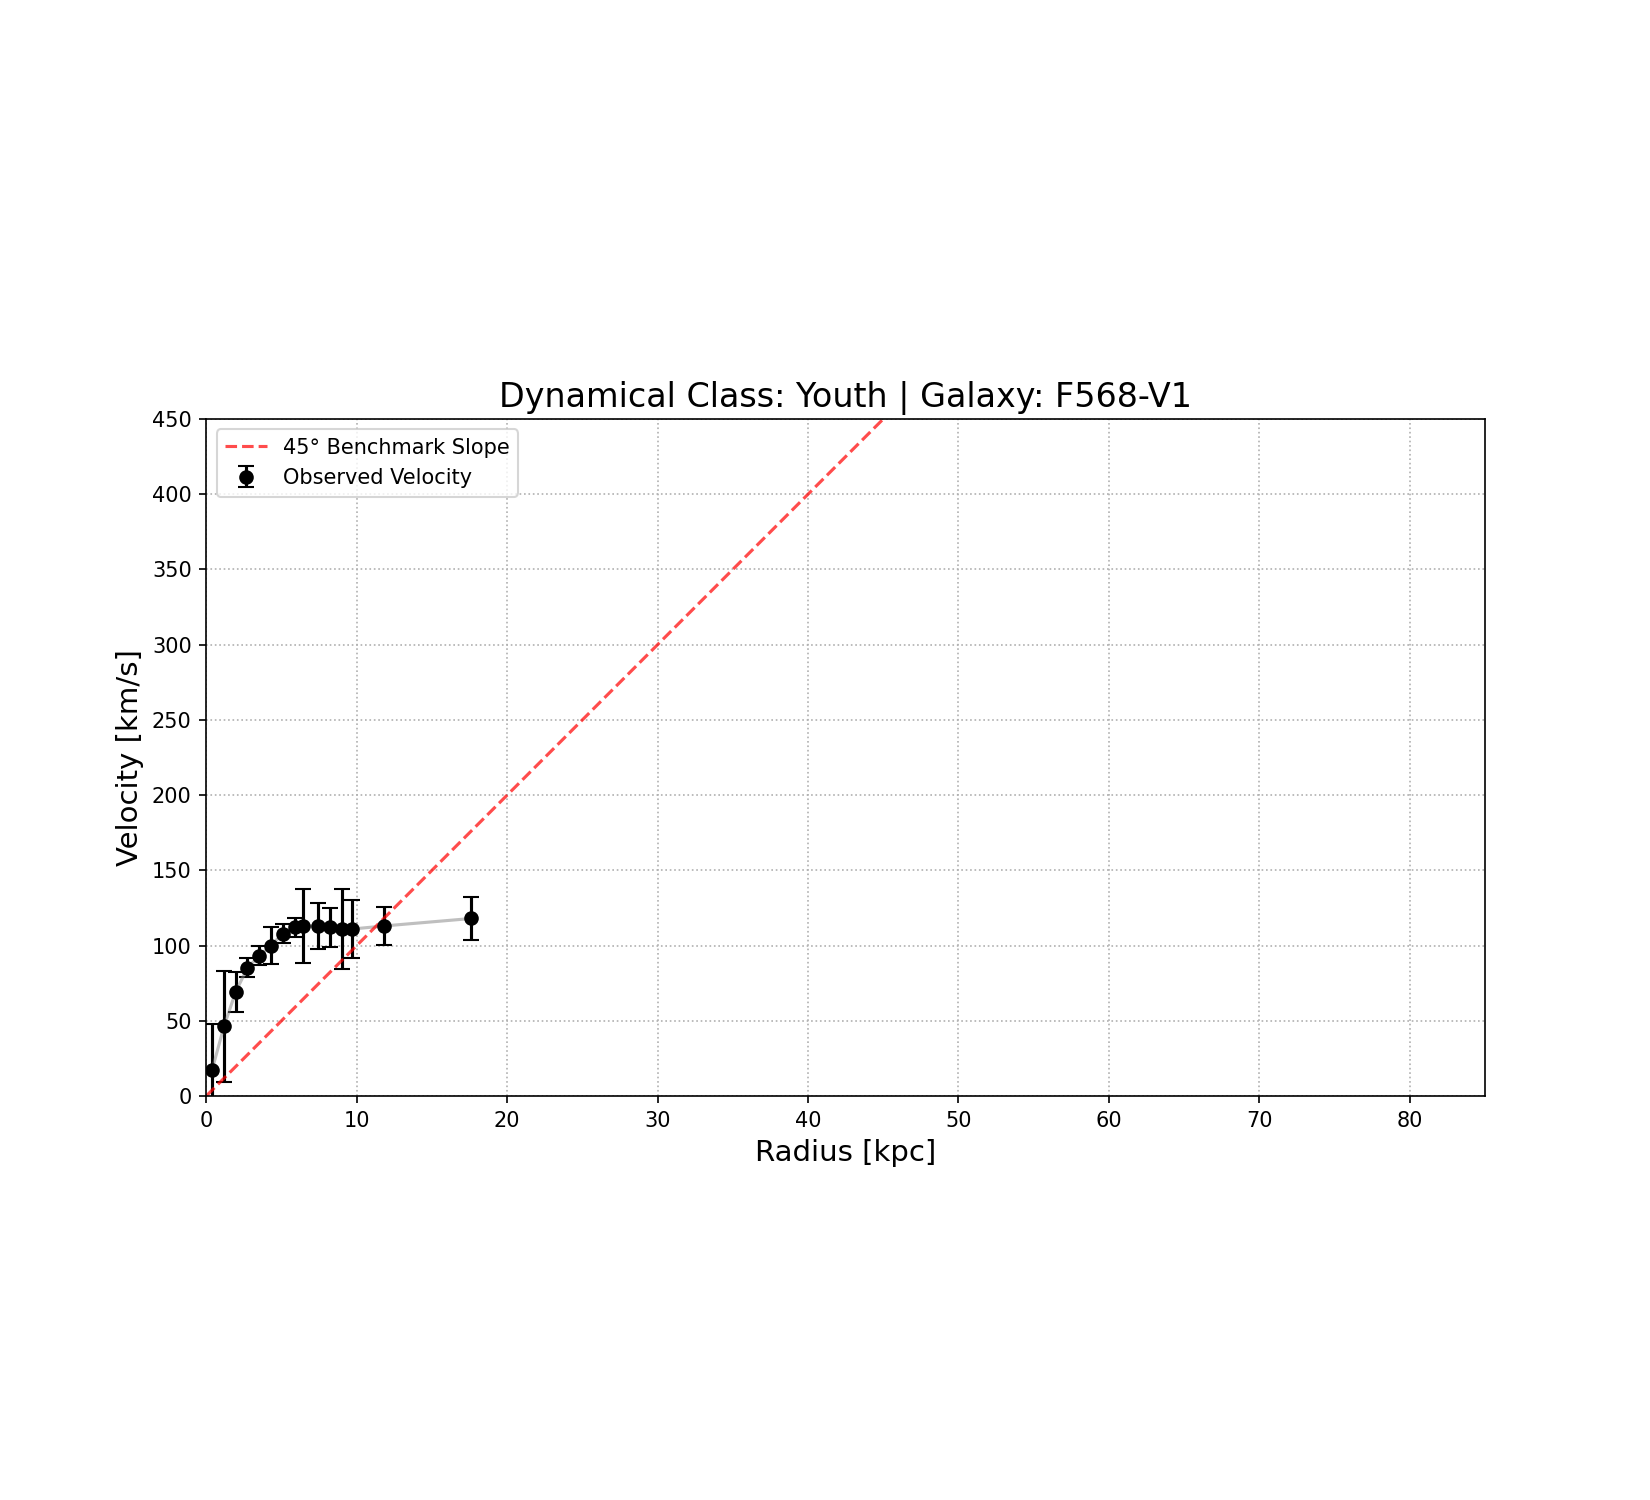 Dynamical Class: Youth | Galaxy: F568-V1
45° Benchmark Slope
Observed Velocity
450
400
350
300
250
200
150
100
50
0
Velocity [km/s]
0 10 20 30 40 50 60 70 80
Radius [kpc]